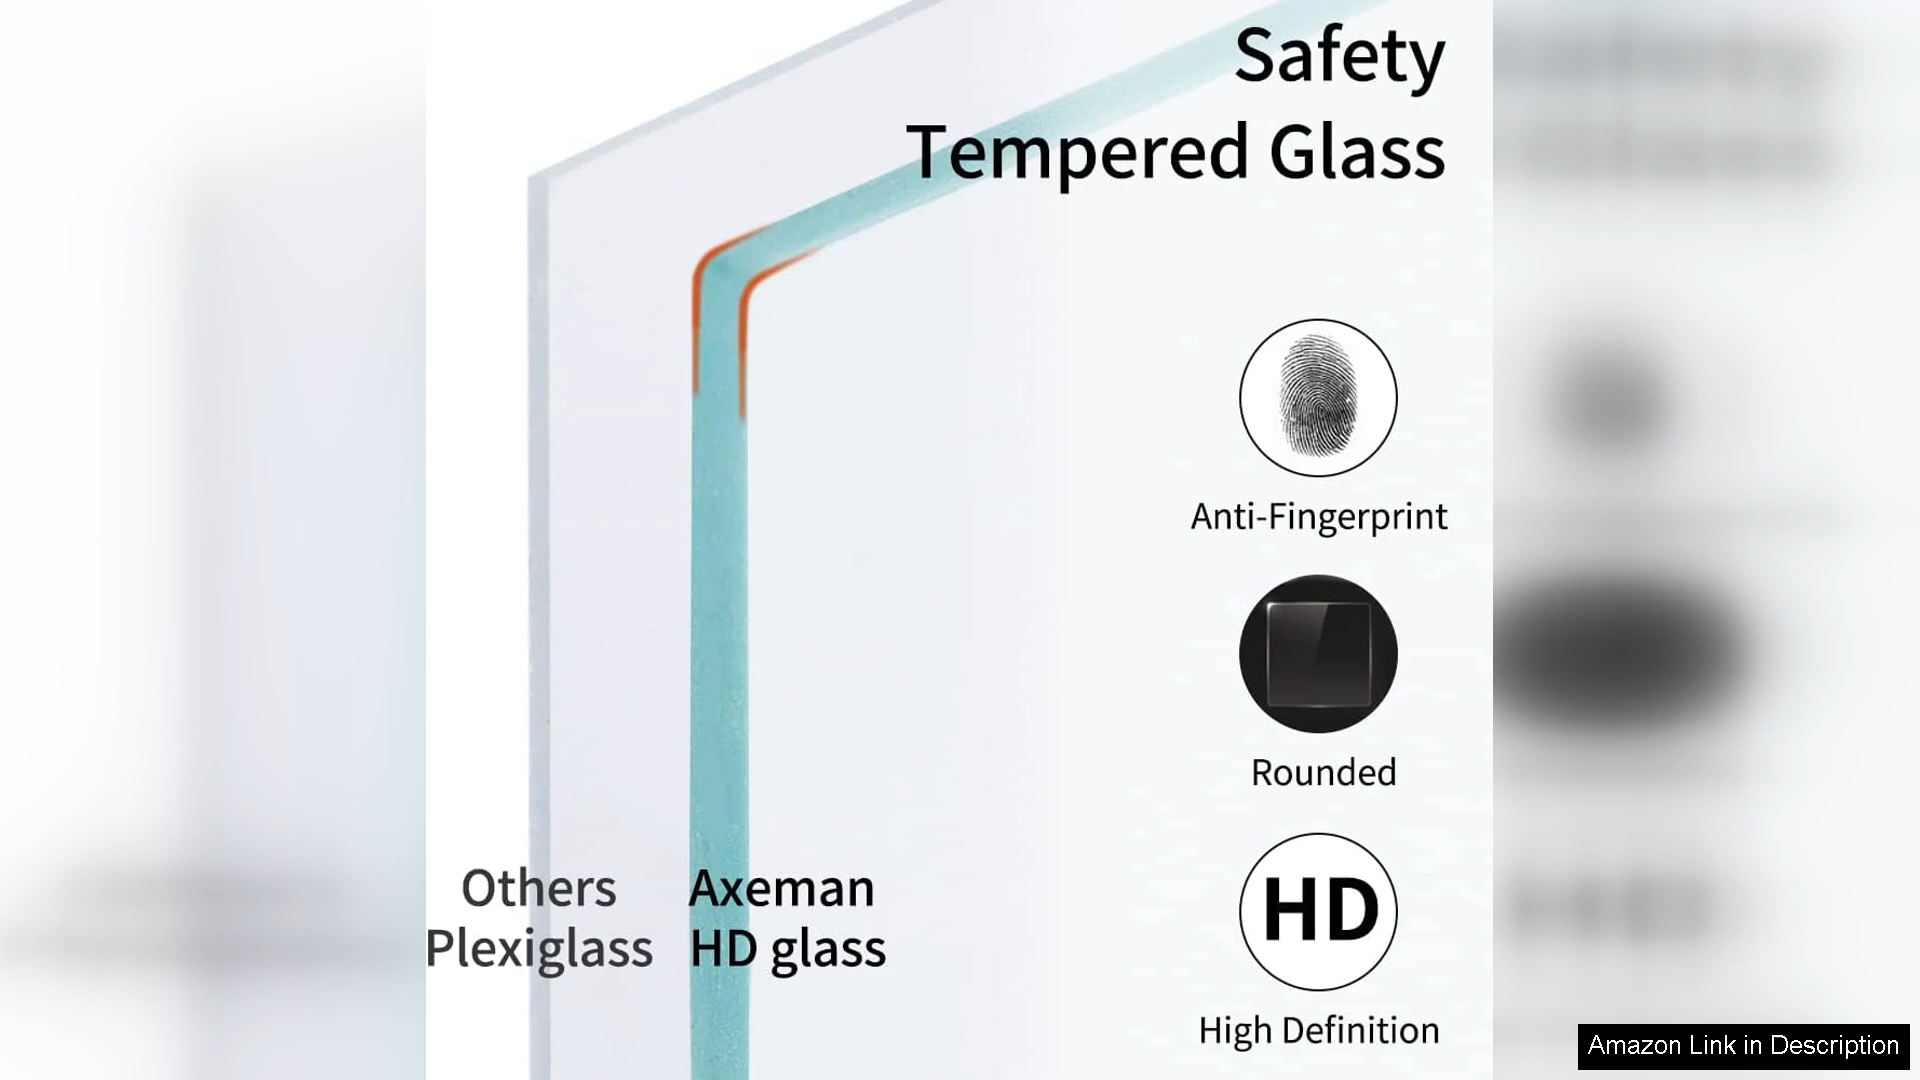 Safety
Tempered Glass
Anti-Fingerprint
Rounded
HD
High Definition
Others
Plexiglass
Axeman
HD glass
Amazon Link in Description